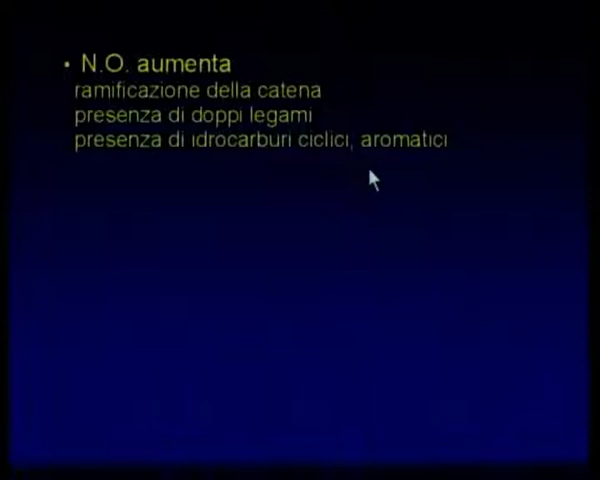 • N.O. aumenta
ramificazione della catena
presenza di doppi legami
presenza di idrocarburi ciclici, aromatici